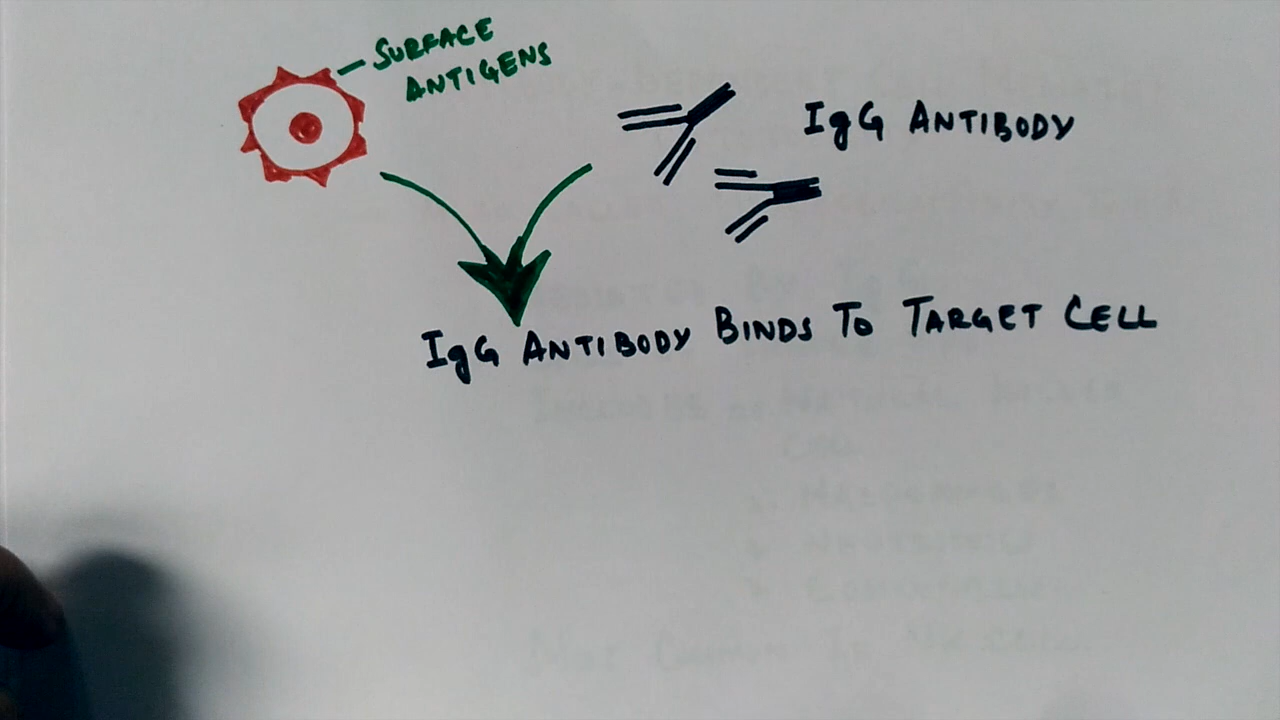 SURFACE
ANTIGENS
IgG ANTIBODY
IgG ANTIBODY BINDS TO TARGET CELL